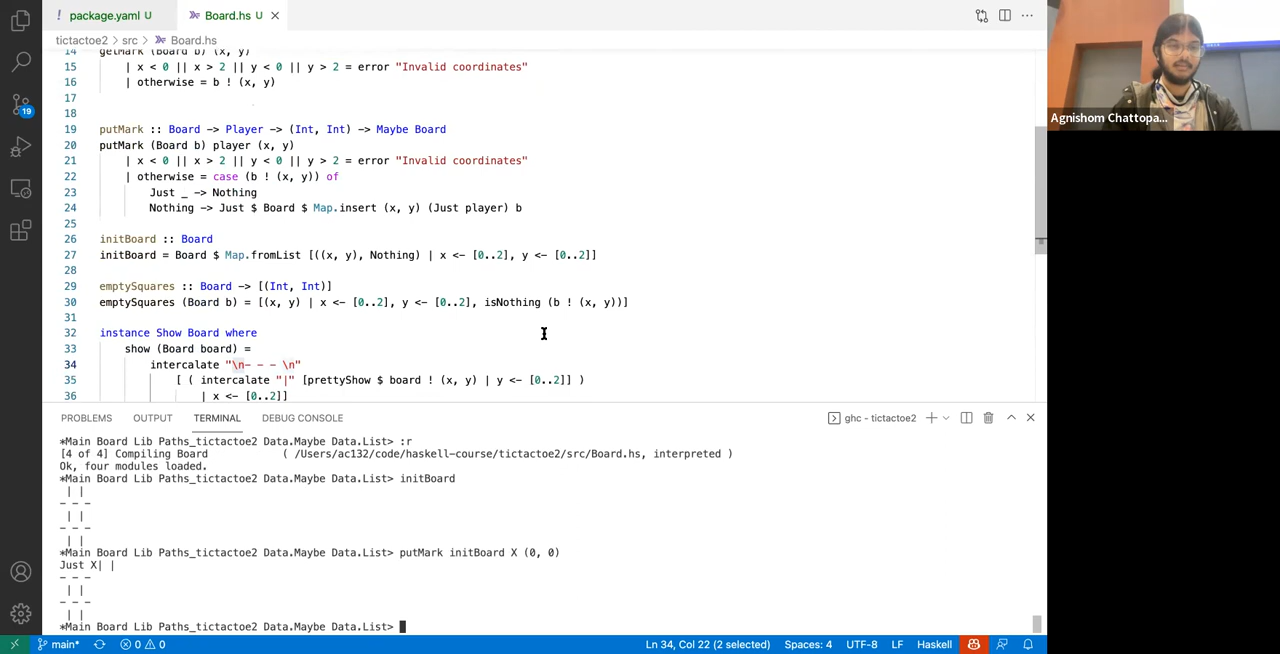 package.yaml U
Board.hs U
tictactoe2 > src > Board.hs
14 getMark (Board b) (x, y)
15 | x < 0 || x > 2 || y < 0 || y > 2 = error "Invalid coordinates"
16 | otherwise = b ! (x, y)
17
18
19 putMark :: Board -> Player -> (Int, Int) -> Maybe Board
20 putMark (Board b) player (x, y)
21 | x < 0 || x > 2 || y < 0 || y > 2 = error "Invalid coordinates"
22 | otherwise = case (b ! (x, y)) of
23 Just _ -> Nothing
24 Nothing -> Just $ Board $ Map.insert (x, y) (Just player) b
25
26 initBoard :: Board
27 initBoard = Board $ Map.fromList [((x, y), Nothing) | x <- [0..2], y <- [0..2]]
28
29 emptySquares :: Board -> [(Int, Int)]
30 emptySquares (Board b) = [(x, y) | x <- [0..2], y <- [0..2], isNothing (b ! (x, y))]
31
32 instance Show Board where
33 show (Board board) =
34 intercalate "\n- - - \n"
35 [ ( intercalate "|" [prettyShow $ board ! (x, y) | y <- [0..2]] )
36 | x <- [0..2]]
PROBLEMS OUTPUT TERMINAL DEBUG CONSOLE ghc - tictactoe2
*Main Board Lib Paths_tictactoe2 Data.Maybe Data.List> :r
[4 of 4] Compiling Board ( /Users/ac132/code/haskell-course/tictactoe2/src/Board.hs, interpreted )
Ok, four modules loaded.
*Main Board Lib Paths_tictactoe2 Data.Maybe Data.List> initBoard
| |
- - -
| |
- - -
| |
*Main Board Lib Paths_tictactoe2 Data.Maybe Data.List> putMark initBoard X (0, 0)
Just X| |
- - -
| |
- - -
| |
*Main Board Lib Paths_tictactoe2 Data.Maybe Data.List>
19
main* 0 0 Ln 34, Col 22 (2 selected) Spaces: 4 UTF-8 LF Haskell
Agnishom Chattopa...